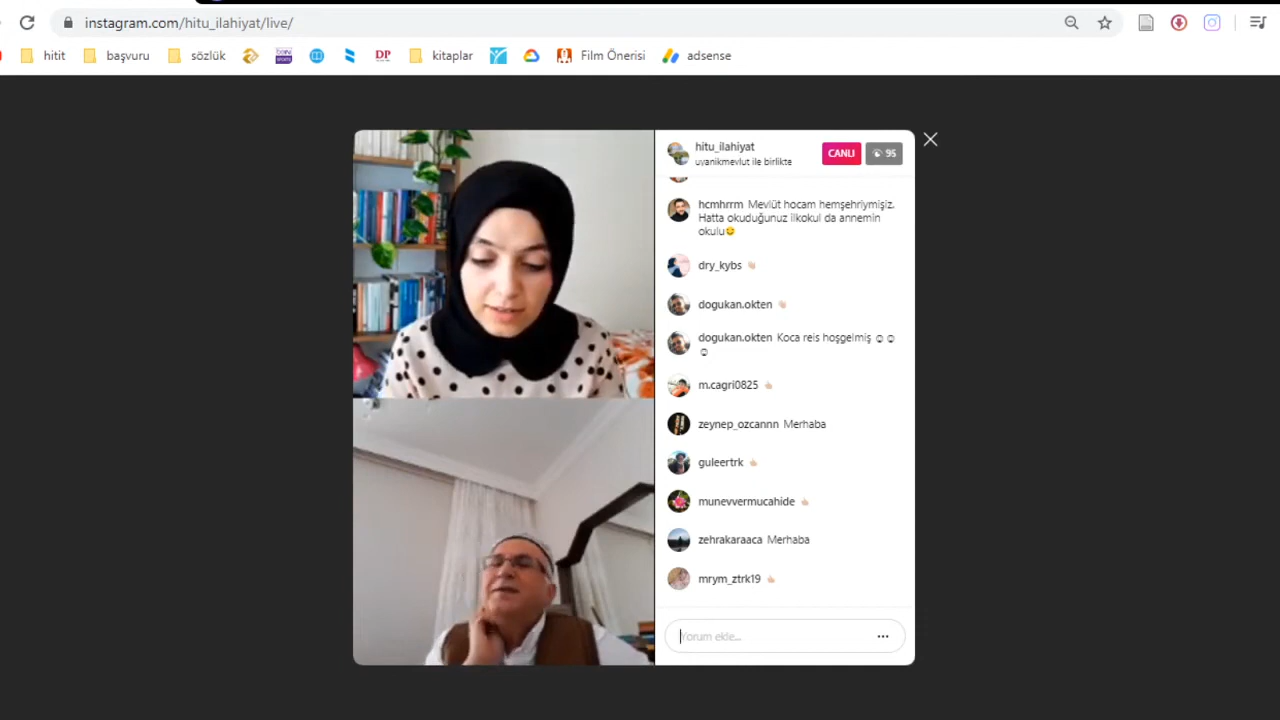 instagram.com/hitu_ilahiyat/live/
hitit başvuru sözlük DP kitaplar Film Önerisi adsense
hitu_ilahiyat
uyanikmevlut ile birlikte
CANLI 95
hcmhrrm Mevlüt hocam hemşehriymişiz.
Hatta okuduğunuz ilkokul da annemin
okulu😊
dry_kybs 👏🏻
dogukan.okten 👏🏻
dogukan.okten Koca reis hoşgelmiş ☺ ☺
☺
m.cagri0825 👆🏻
zeynep_ozcannn Merhaba
guleertrk 👆🏻
munevvermucahide 👆🏻
zehrakaraaca Merhaba
mrym_ztrk19 👆🏻
Yorum ekle...